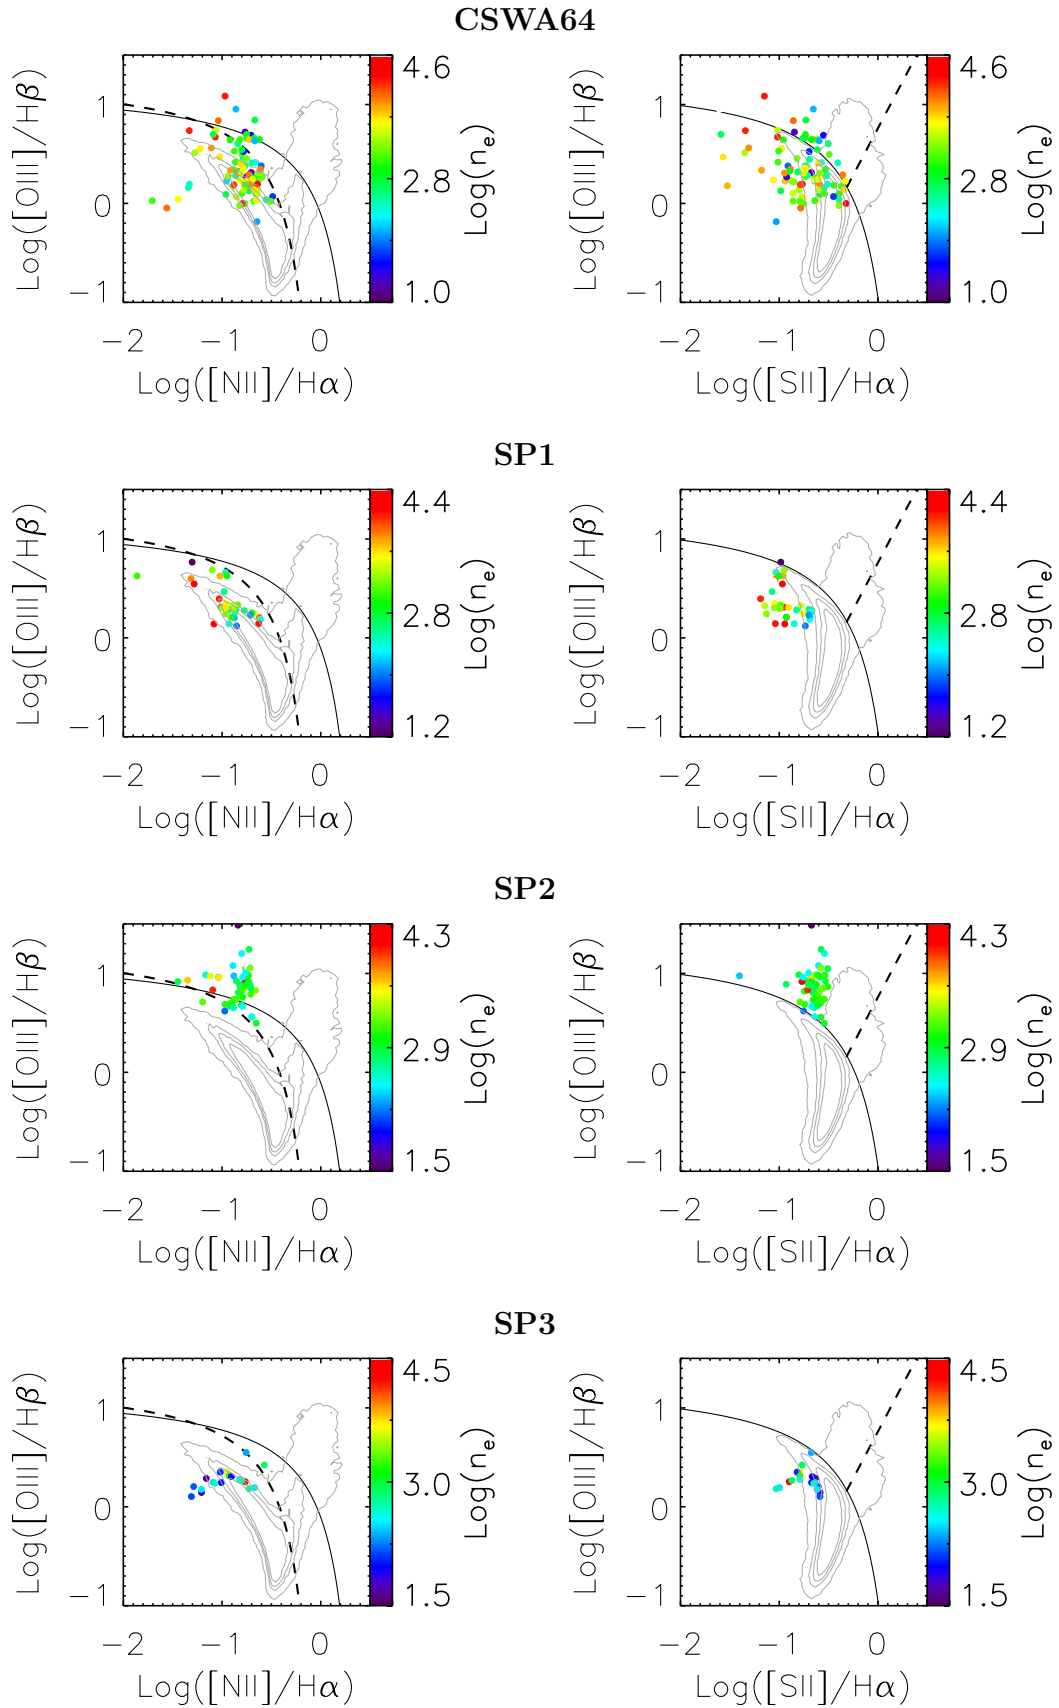 CSWA64
Log([OIII]/Hβ)
1
0
−1
−2 −1 0
Log([NII]/Hα)
4.6
2.8
1.0
Log(nₑ)
Log([OIII]/Hβ)
1
0
−1
−2 −1 0
Log([SII]/Hα)
4.6
2.8
1.0
Log(nₑ)
SP1
Log([OIII]/Hβ)
1
0
−1
−2 −1 0
Log([NII]/Hα)
4.4
2.8
1.2
Log(nₑ)
Log([OIII]/Hβ)
1
0
−1
−2 −1 0
Log([SII]/Hα)
4.4
2.8
1.2
Log(nₑ)
SP2
Log([OIII]/Hβ)
1
0
−1
−2 −1 0
Log([NII]/Hα)
4.3
2.9
1.5
Log(nₑ)
Log([OIII]/Hβ)
1
0
−1
−2 −1 0
Log([SII]/Hα)
4.3
2.9
1.5
Log(nₑ)
SP3
Log([OIII]/Hβ)
1
0
−1
−2 −1 0
Log([NII]/Hα)
4.5
3.0
1.5
Log(nₑ)
Log([OIII]/Hβ)
1
0
−1
−2 −1 0
Log([SII]/Hα)
4.5
3.0
1.5
Log(nₑ)